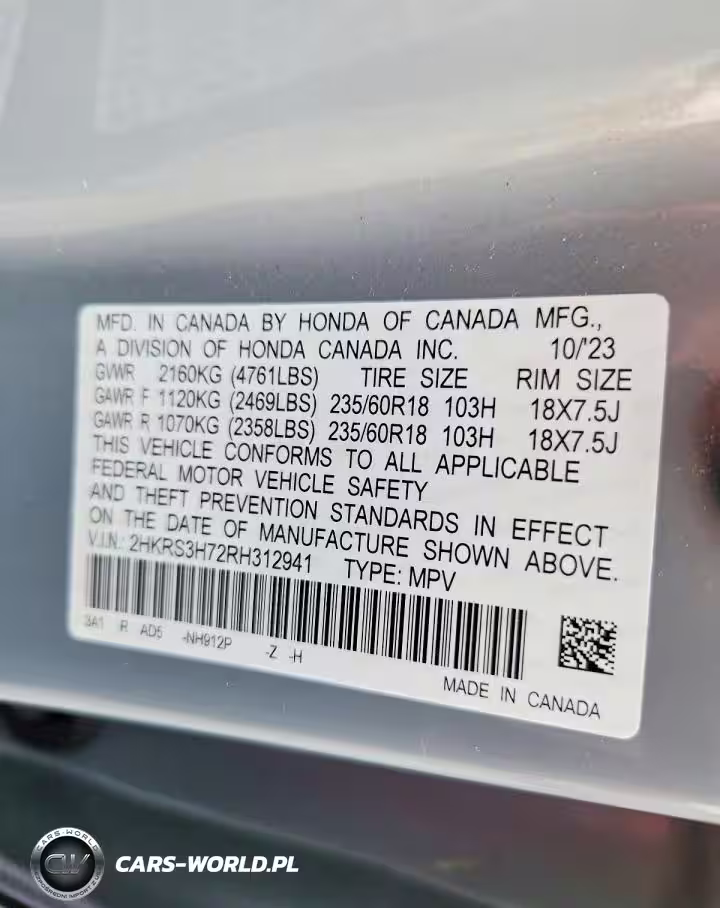 MFD. IN CANADA BY HONDA OF CANADA MFG.,
A DIVISION OF HONDA CANADA INC. 10/'23
GVWR 2160KG (4761LBS) TIRE SIZE RIM SIZE
GAWR F 1120KG (2469LBS) 235/60R18 103H 18X7.5J
GAWR R 1070KG (2358LBS) 235/60R18 103H 18X7.5J
THIS VEHICLE CONFORMS TO ALL APPLICABLE
FEDERAL MOTOR VEHICLE SAFETY
AND THEFT PREVENTION STANDARDS IN EFFECT
ON THE DATE OF MANUFACTURE SHOWN ABOVE.
V.I.N.: 2HKRS3H72RH312941 TYPE: MPV
3A1 R AD5 -NH912P -Z -H
MADE IN CANADA
CARS-WORLD
CARS-WORLD.PL